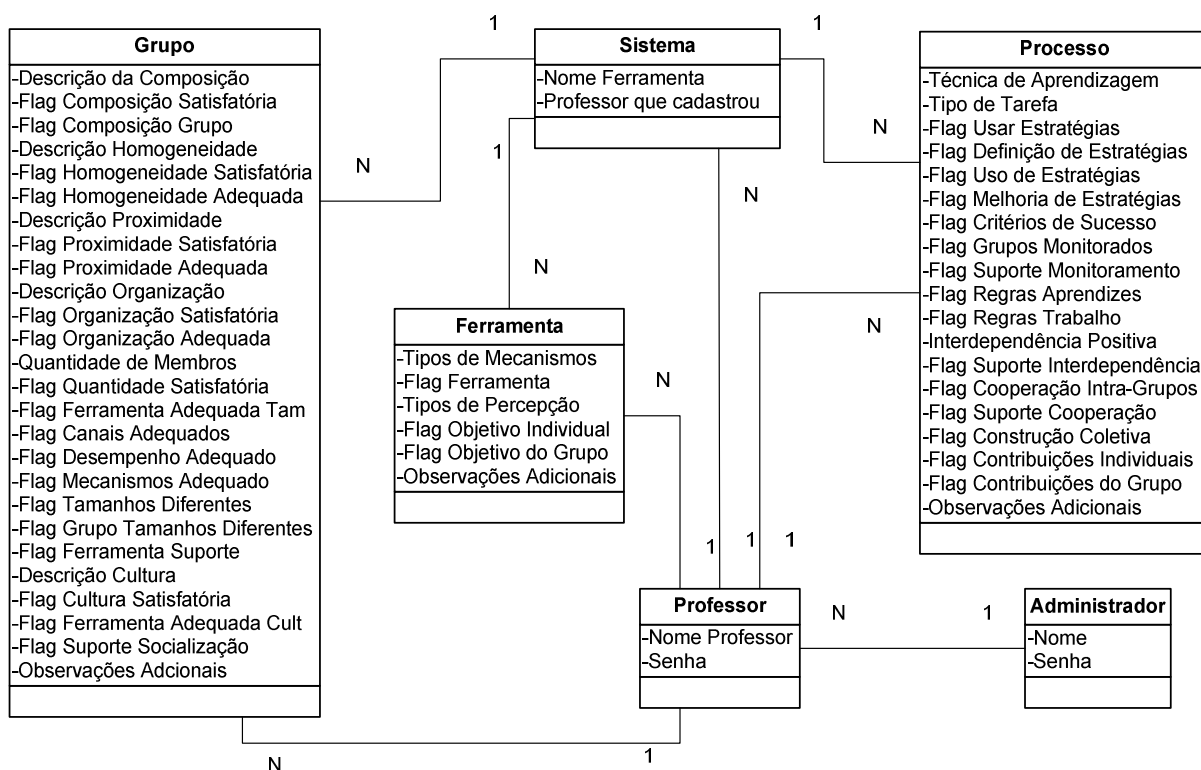 1
1
Grupo
-Descrição da Composição
-Flag Composição Satisfatória
-Flag Composição Grupo
-Descrição Homogeneidade
-Flag Homogeneidade Satisfatória
-Flag Homogeneidade Adequada
-Descrição Proximidade
-Flag Proximidade Satisfatória
-Flag Proximidade Adequada
-Descrição Organização
-Flag Organização Satisfatória
-Flag Organização Adequada
-Quantidade de Membros
-Flag Quantidade Satisfatória
-Flag Ferramenta Adequada Tam
-Flag Canais Adequados
-Flag Desempenho Adequado
-Flag Mecanismos Adequado
-Flag Tamanhos Diferentes
-Flag Grupo Tamanhos Diferentes
-Flag Ferramenta Suporte
-Descrição Cultura
-Flag Cultura Satisfatória
-Flag Ferramenta Adequada Cult
-Flag Suporte Socialização
-Observações Adcionais
Sistema
-Nome Ferramenta
-Professor que cadastrou
Processo
-Técnica de Aprendizagem
-Tipo de Tarefa
-Flag Usar Estratégias
-Flag Definição de Estratégias
-Flag Uso de Estratégias
-Flag Melhoria de Estratégias
-Flag Critérios de Sucesso
-Flag Grupos Monitorados
-Flag Suporte Monitoramento
-Flag Regras Aprendizes
-Flag Regras Trabalho
-Interdependência Positiva
-Flag Suporte Interdependência
-Flag Cooperação Intra-Grupos
-Flag Suporte Cooperação
-Flag Construção Coletiva
-Flag Contribuições Individuais
-Flag Contribuições do Grupo
-Observações Adicionais
N
1
N
N
N
N
Ferramenta
-Tipos de Mecanismos
-Flag Ferramenta
-Tipos de Percepção
-Flag Objetivo Individual
-Flag Objetivo do Grupo
-Observações Adicionais
N
1
1
1
Professor
-Nome Professor
-Senha
N
1
Administrador
-Nome
-Senha
N
1